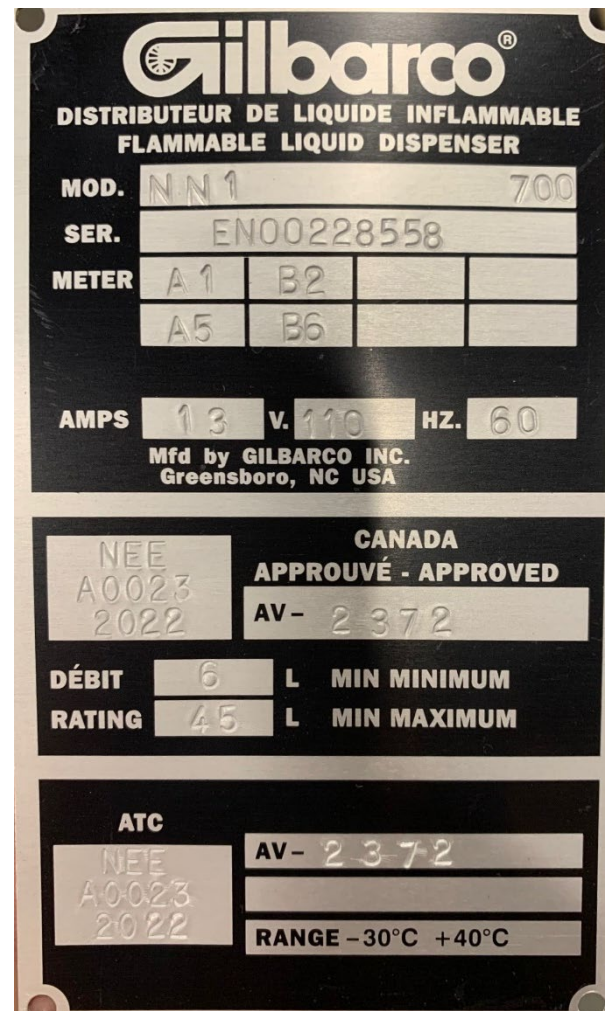 Gilbarco®
DISTRIBUTEUR DE LIQUIDE INFLAMMABLE
FLAMMABLE LIQUID DISPENSER
MOD. NN1 700
SER. EN00228558
METER A1 B2
A5 B6
AMPS 13 V. 110 HZ. 60
Mfd by GILBARCO INC.
Greensboro, NC USA
NEE
A0023
2022
CANADA
APPROUVÉ - APPROVED
AV- 2372
DÉBIT 6 L MIN MINIMUM
RATING 45 L MIN MAXIMUM
ATC
NEE
A0023
2022
AV- 2372
RANGE -30°C +40°C